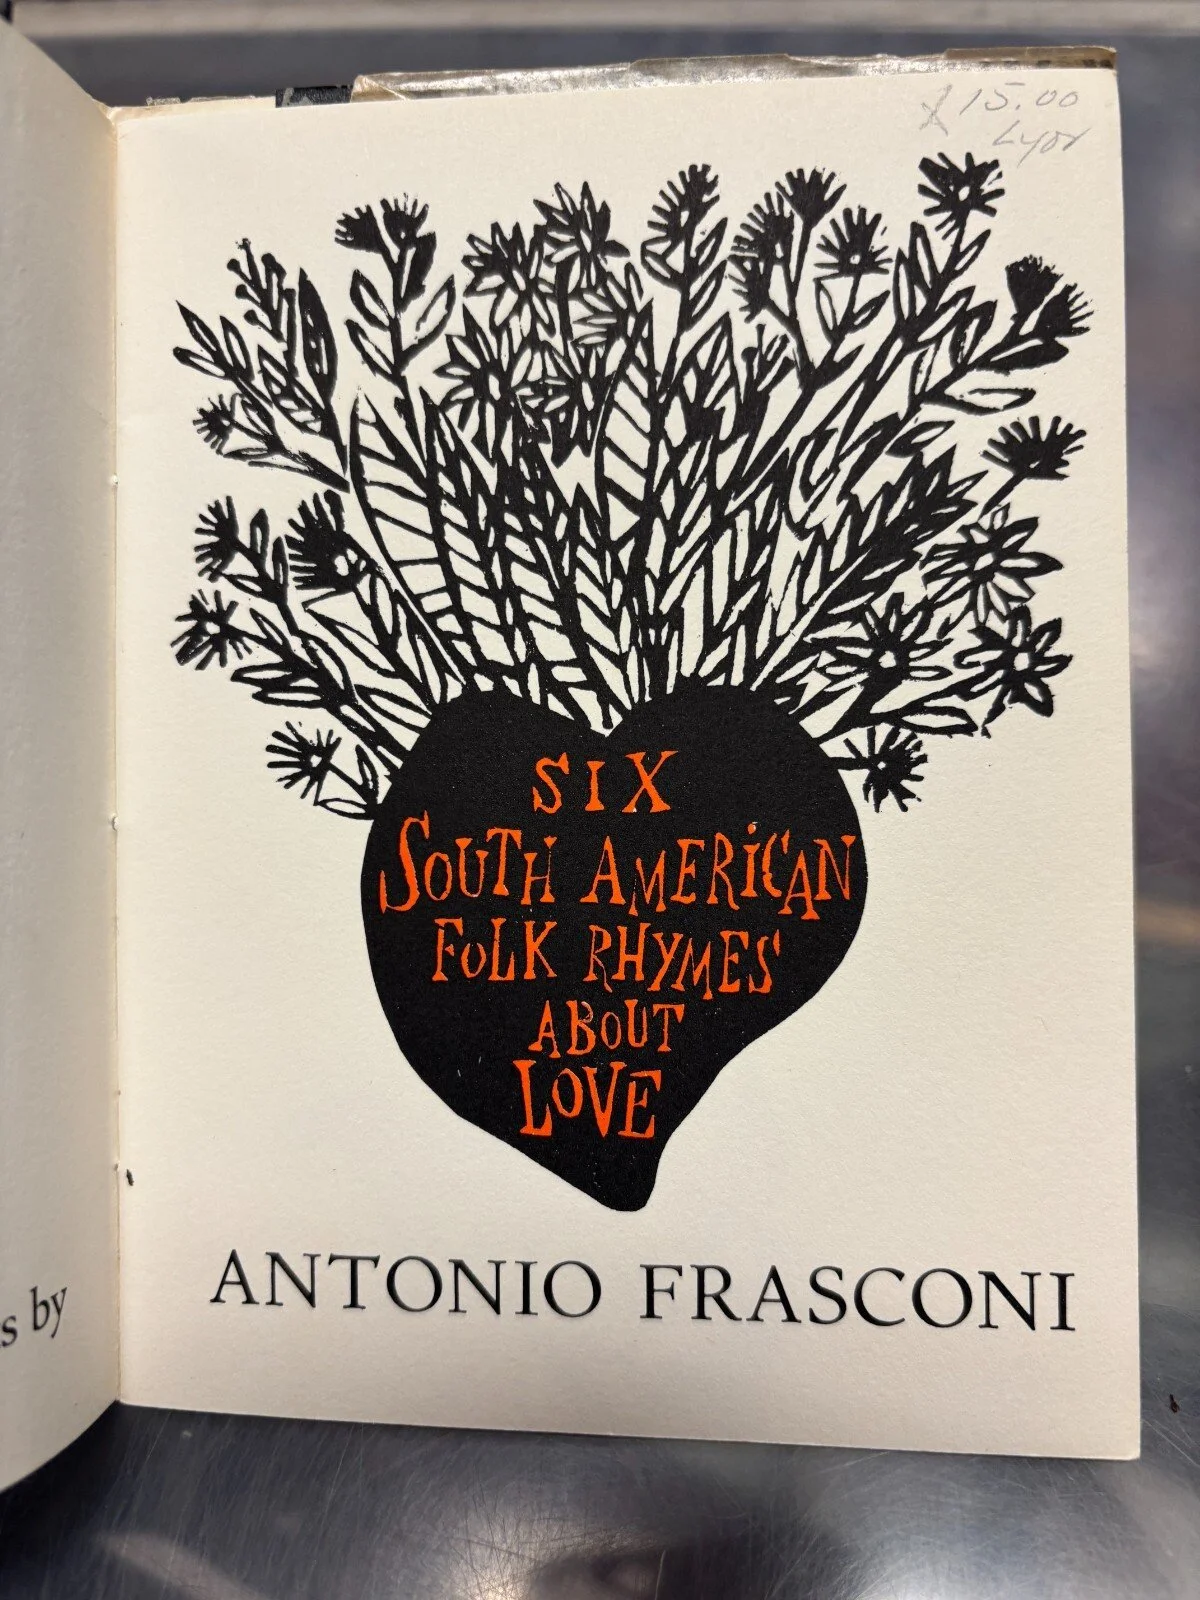 15.00
SIX
SOUTH AMERICAN
FOLK RHYMES
ABOUT
LOVE
ANTONIO FRASCONI
s by